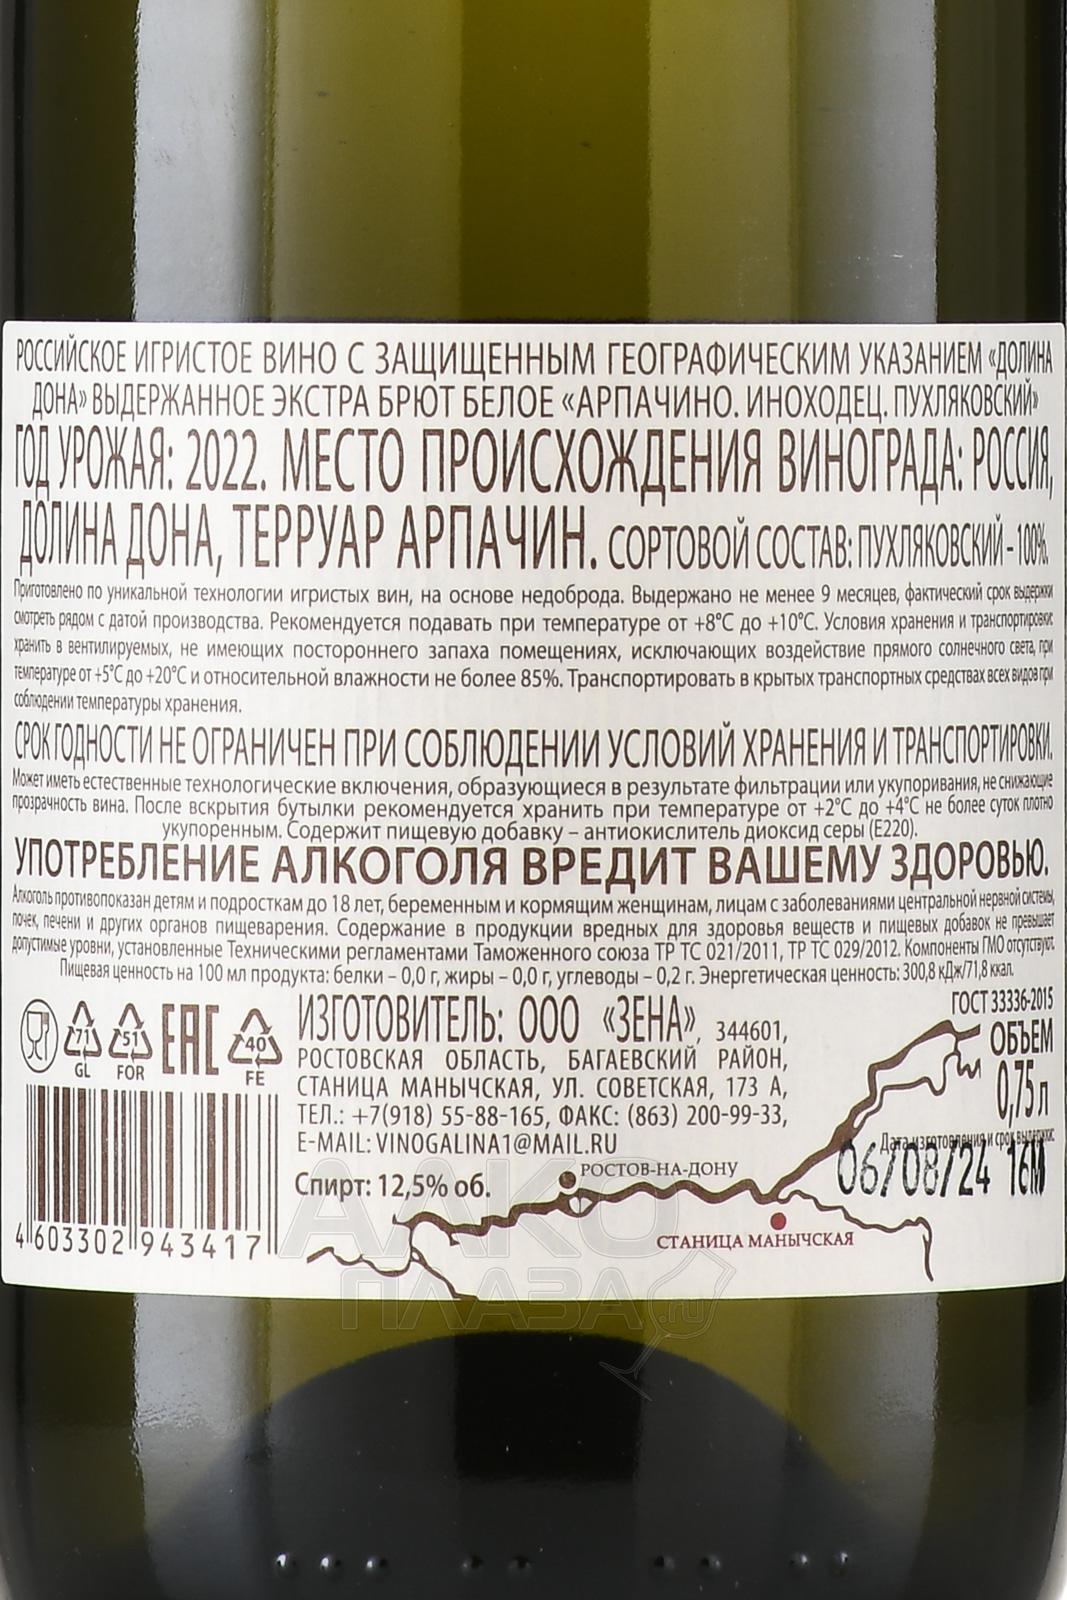 РОССИЙСКОЕ ИГРИСТОЕ ВИНО С ЗАЩИЩЕННЫМ ГЕОГРАФИЧЕСКИМ УКАЗАНИЕМ «ДОЛИНА
ДОНА» ВЫДЕРЖАННОЕ ЭКСТРА БРЮТ БЕЛОЕ «АРПАЧИНО. ИНОХОДЕЦ. ПУХЛЯКОВСКИЙ»
ГОД УРОЖАЯ: 2022. МЕСТО ПРОИСХОЖДЕНИЯ ВИНОГРАДА: РОССИЯ,
ДОЛИНА ДОНА, ТЕРРУАР АРПАЧИН. СОРТОВОЙ СОСТАВ: ПУХЛЯКОВСКИЙ – 100%.
Приготовлено по уникальной технологии игристых вин, на основе недоброда. Выдержано не менее 9 месяцев, фактический срок выдержки
смотреть рядом с датой производства. Рекомендуется подавать при температуре от +8°С до +10°С. Условия хранения и транспортировки:
хранить в вентилируемых, не имеющих постороннего запаха помещениях, исключающих воздействие прямого солнечного света, при
температуре от +5°С до +20°С и относительной влажности не более 85%. Транспортировать в крытых транспортных средствах всех видов при
соблюдении температуры хранения.
СРОК ГОДНОСТИ НЕ ОГРАНИЧЕН ПРИ СОБЛЮДЕНИИ УСЛОВИЙ ХРАНЕНИЯ И ТРАНСПОРТИРОВКИ.
Может иметь естественные технологические включения, образующиеся в результате фильтрации или укупоривания, не снижающие
прозрачность вина. После вскрытия бутылки рекомендуется хранить при температуре от +2°С до +4°С не более суток плотно
укупоренным. Содержит пищевую добавку – антиокислитель диоксид серы (Е220).
УПОТРЕБЛЕНИЕ АЛКОГОЛЯ ВРЕДИТ ВАШЕМУ ЗДОРОВЬЮ.
Алкоголь противопоказан детям и подросткам до 18 лет, беременным и кормящим женщинам, лицам с заболеваниями центральной нервной системы,
почек, печени и других органов пищеварения. Содержание в продукции вредных для здоровья веществ и пищевых добавок не превышает
допустимые уровни, установленные Техническими регламентами Таможенного союза ТР ТС 021/2011, ТР ТС 029/2012. Компоненты ГМО отсутствуют.
Пищевая ценность на 100 мл продукта: белки – 0,0 г, жиры – 0,0 г, углеводы – 0,2 г. Энергетическая ценность: 300,8 кДж/71,8 ккал.
71
GL
51
FOR
EAC
40
FE
ИЗГОТОВИТЕЛЬ: ООО «ЗЕНА», 344601,
РОСТОВСКАЯ ОБЛАСТЬ, БАГАЕВСКИЙ РАЙОН,
СТАНИЦА МАНЫЧСКАЯ, УЛ. СОВЕТСКАЯ, 173 А,
ТЕЛ.: +7(918) 55-88-165, ФАКС: (863) 200-99-33,
E-MAIL: VINOGALINA1@MAIL.RU
Спирт: 12,5% об.
ГОСТ 33336-2015
ОБЪЕМ
0,75 л
Дата изготовления и срок выдержки:
06/08/24 16М
РОСТОВ-НА-ДОНУ
СТАНИЦА МАНЫЧСКАЯ
4 603302 943417
АЛКО
ПЛАЗА.ru